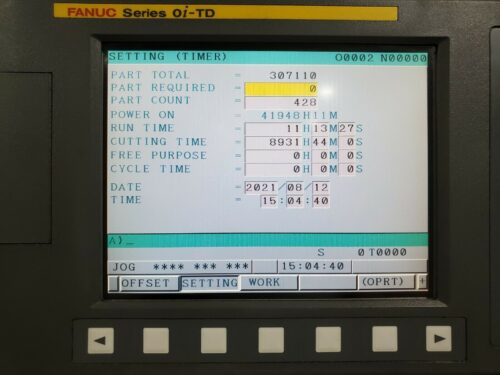 FANUC Series 0i-TD
SETTING (TIMER) O0002 N00000
PART TOTAL = 307110
PART REQUIRED = 0
PART COUNT = 428
POWER ON = 41948H11M
RUN TIME = 11H13M27S
CUTTING TIME = 8931H44M 0S
FREE PURPOSE = 0H 0M 0S
CYCLE TIME = 0H 0M 0S
DATE = 2021/08/12
TIME = 15:04:40
A)_
S 0T0000
JOG **** *** *** 15:04:40
OFFSET SETTING WORK (OPRT) +